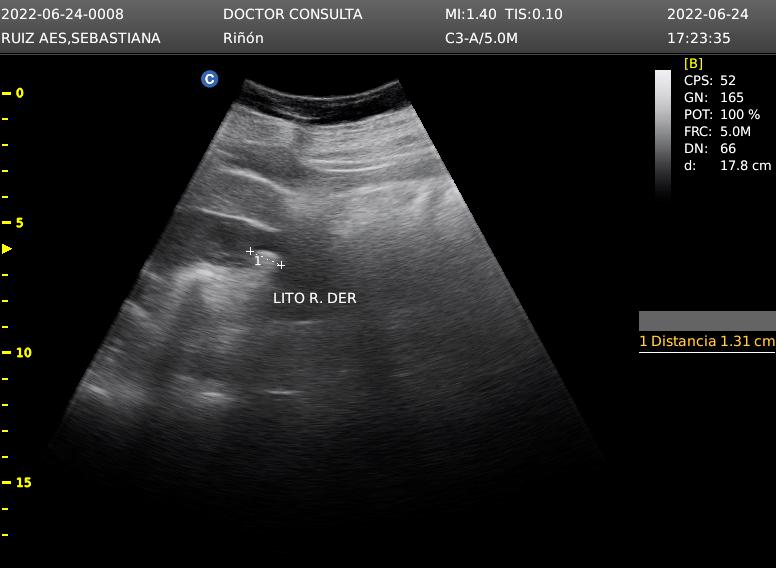 2022-06-24-0008 DOCTOR CONSULTA MI:1.40 TIS:0.10 2022-06-24
RUIZ AES,SEBASTIANA Riñón C3-A/5.0M 17:23:35
C
[B]
CPS: 52
GN: 165
POT: 100 %
FRC: 5.0M
DN: 66
d: 17.8 cm
0
5
1
LITO R. DER
1 Distancia 1.31 cm
10
15